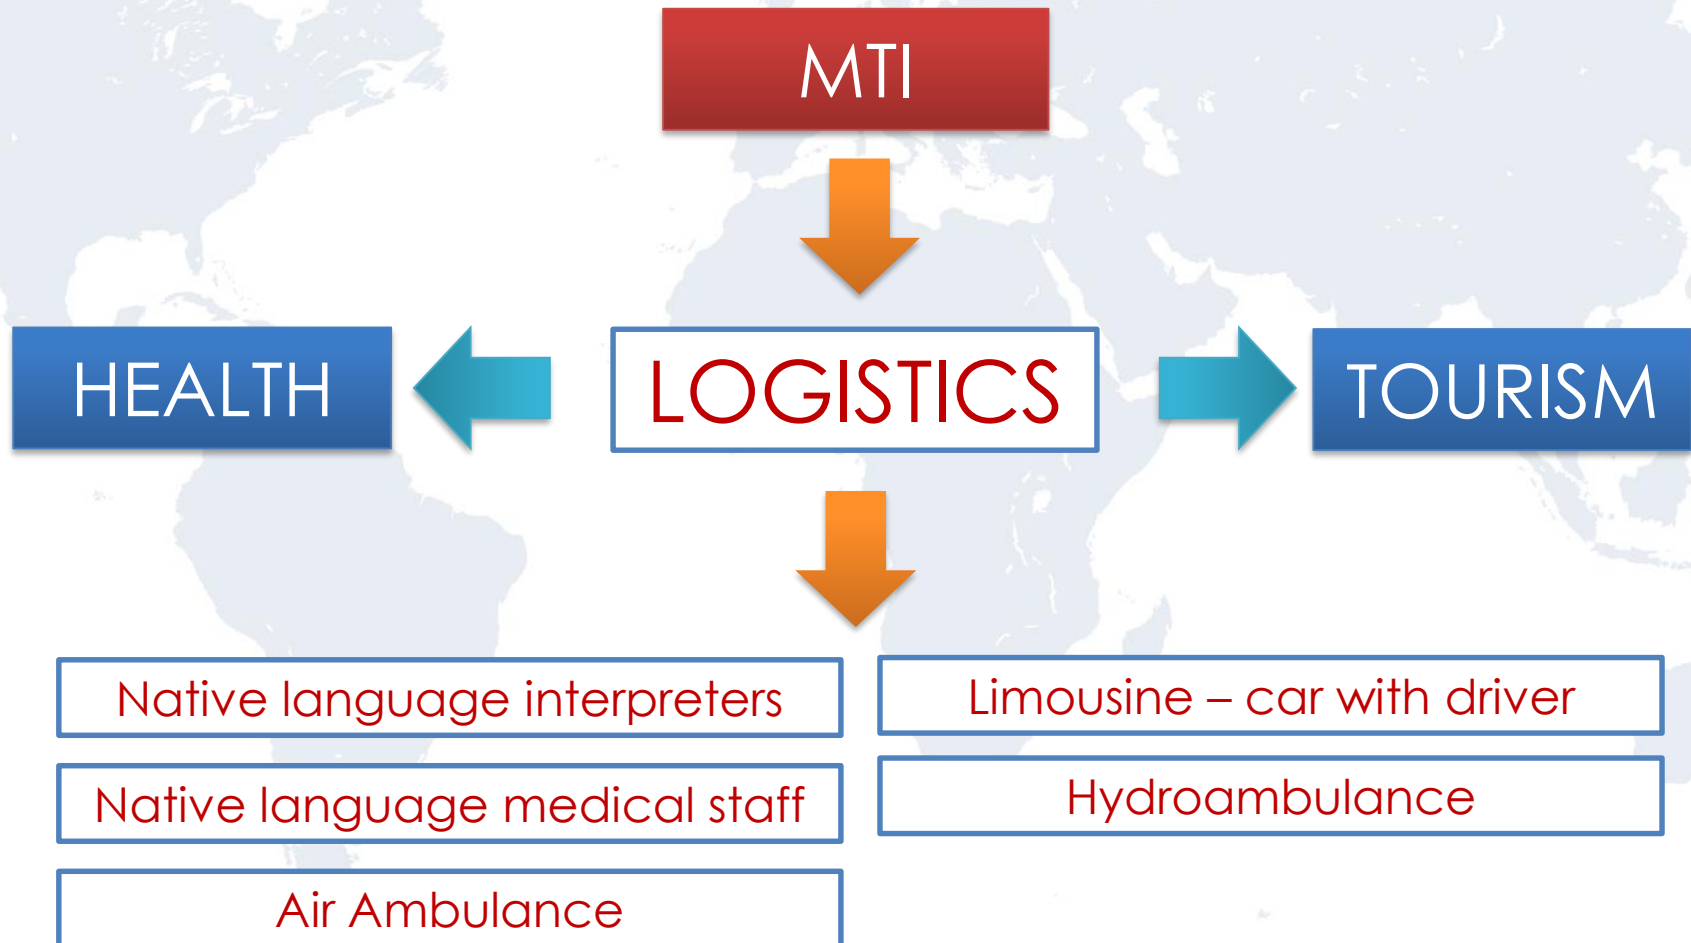 MTI
HEALTH
LOGISTICS
TOURISM
Native language interpreters
Limousine – car with driver
Native language medical staff
Hydroambulance
Air Ambulance